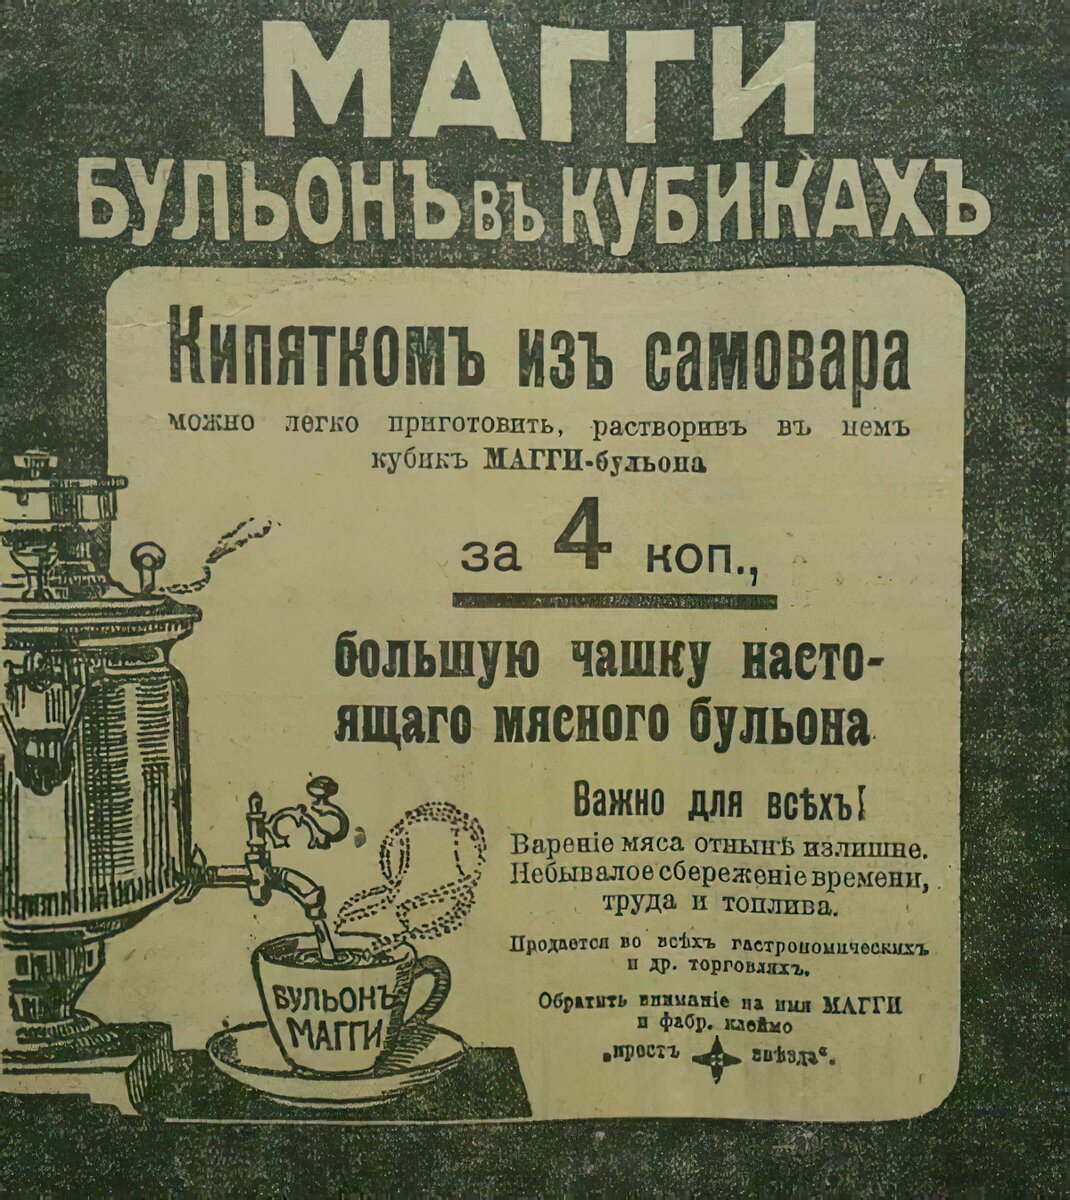 МАГГИ
БУЛЬОНЪ ВЪ КУБИКАХЪ
Кипяткомъ изъ самовара
можно легко приготовить, растворивъ въ немъ
кубикъ МАГГИ-бульона
за 4 коп.,
большую чашку насто-
ящаго мясного бульона
Важно для всѣхъ!
Вареніе мяса отнынѣ излишне.
Небывалое сбереженіе времени,
труда и топлива.
Продается во всѣхъ гастрономическихъ
и др. торговляхъ.
Обратить вниманіе на имя МАГГИ
и фабр. клеймо
„крестъ звѣзда“.
БУЛЬОНЪ
МАГГИ